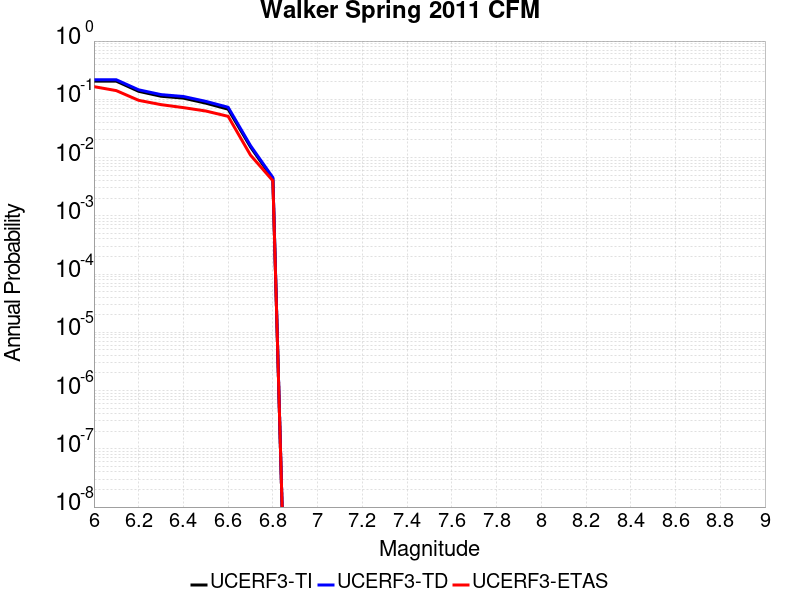 Walker Spring 2011 CFM
10^0
10^-1
10^-2
10^-3
10^-4
10^-5
10^-6
10^-7
10^-8
Annual Probability
6 6.2 6.4 6.6 6.8 7 7.2 7.4 7.6 7.8 8 8.2 8.4 8.6 8.8 9
Magnitude
UCERF3-TI UCERF3-TD UCERF3-ETAS